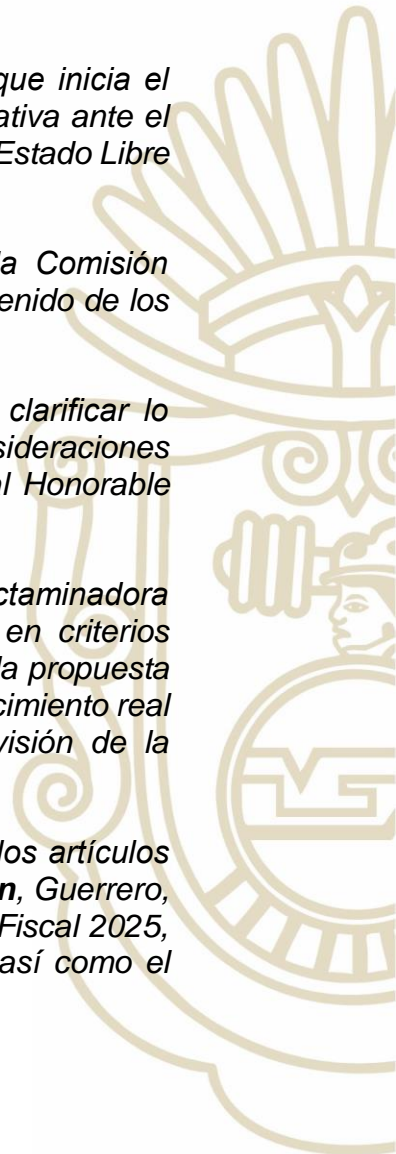 que inicia el
ativa ante el
Estado Libre
a Comisión
enido de los
clarificar lo
sideraciones
al Honorable
ctaminadora
en criterios
la propuesta
cimiento real
visión de la
los artículos
n, Guerrero,
Fiscal 2025,
así como el